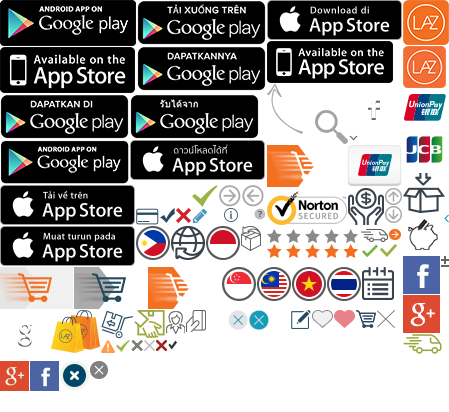 ANDROID APP ON
Google play
TẢI XUỐNG TRÊN
Google play
Download di
App Store
LAZ
Available on the
App Store
DAPATKANNYA
Google play
Available on the
App Store
LAZ
DAPATKAN DI
Google play
รับได้จาก
Google play
f
UnionPay
银联
ANDROID APP ON
Google play
ดาวน์โหลดได้ที่
App Store
UnionPay
银联
JCB
Tải về trên
App Store
Norton
SECURED
Muat turun pada
App Store
f
g
LAZ
g+
g+
f